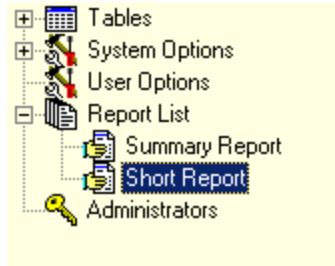 Tables
System Options
User Options
Report List
Summary Report
Short Report
Administrators